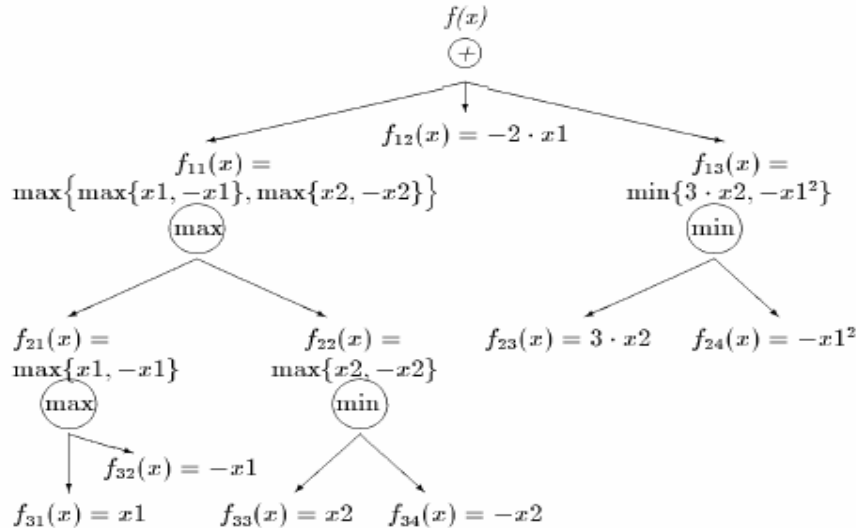 f(x)
+
f₁₂(x) = −2 · x1
f₁₁(x) =
max{max{x1, −x1}, max{x2, −x2}}
max
f₁₃(x) =
min{3 · x2, −x1²}
min
f₂₁(x) =
max{x1, −x1}
max
f₂₂(x) =
max{x2, −x2}
min
f₂₃(x) = 3 · x2
f₂₄(x) = −x1²
f₃₂(x) = −x1
f₃₁(x) = x1
f₃₃(x) = x2
f₃₄(x) = −x2